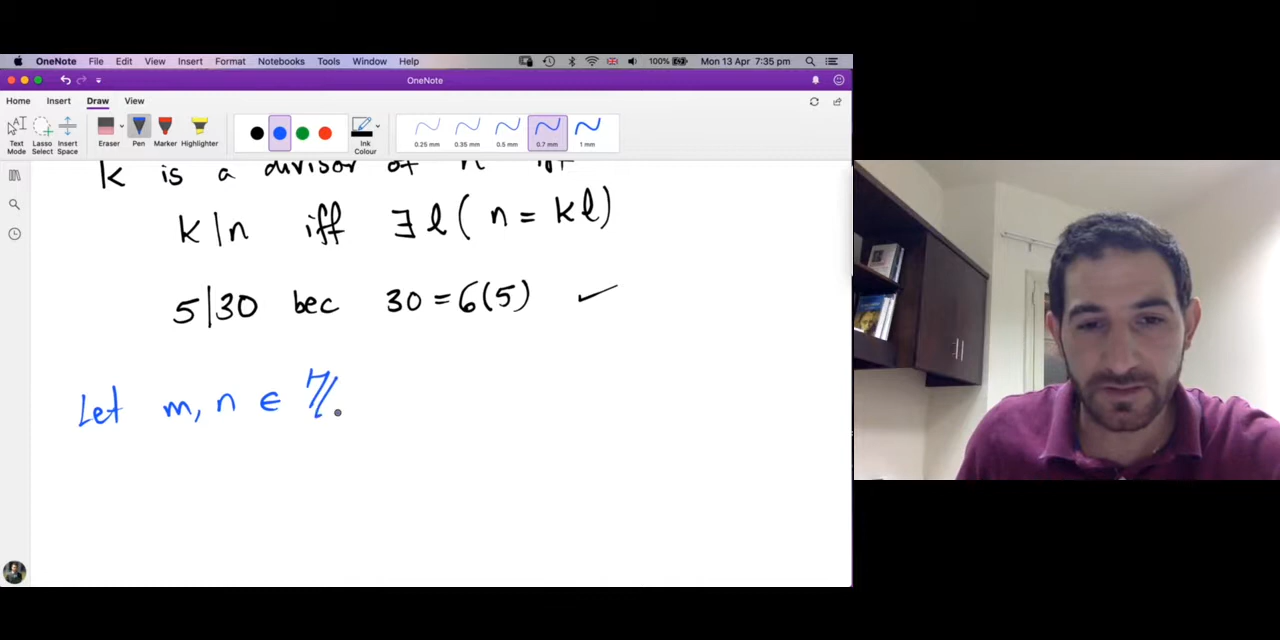 OneNote File Edit View Insert Format Notebooks Tools Window Help 100% Mon 13 Apr 7:35 pm
OneNote
Home Insert Draw View
Text Mode Lasso Select Insert Space Eraser Pen Marker Highlighter Ink Colour 0.25 mm 0.35 mm 0.5 mm 0.7 mm 1 mm
k is a divisor of n iff
k|n iff ∃ l ( n = kl )
5|30 bec 30 = 6(5) ✓
Let m, n ∈ ℤ